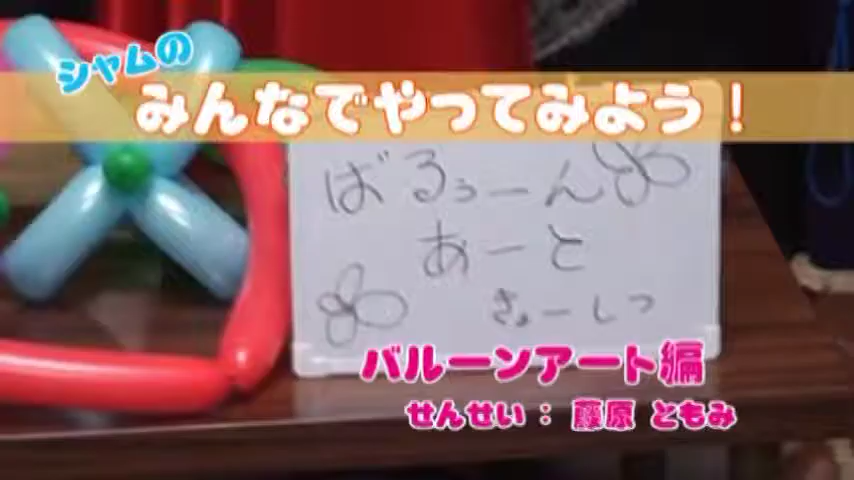 シャムの
みんなでやってみよう！
ばるぅーん
あーと
きょーしつ
バルーンアート編
せんせい：藤原 ともみ